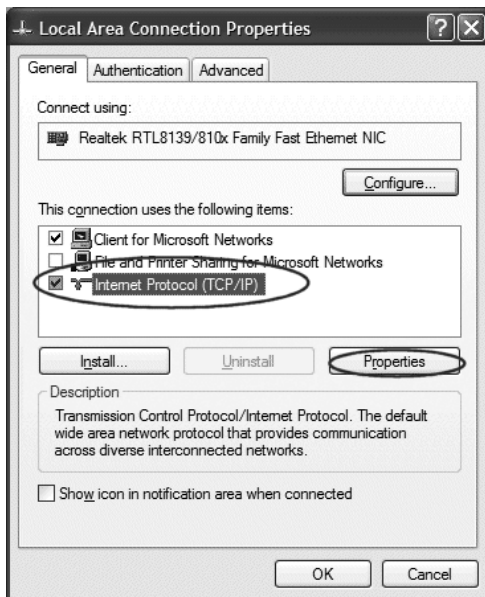 Local Area Connection Properties
General Authentication Advanced
Connect using:
Realtek RTL8139/810x Family Fast Ethernet NIC
Configure...
This connection uses the following items:
Client for Microsoft Networks
File and Printer Sharing for Microsoft Networks
Internet Protocol (TCP/IP)
Install... Uninstall Properties
Description
Transmission Control Protocol/Internet Protocol. The default
wide area network protocol that provides communication
across diverse interconnected networks.
Show icon in notification area when connected
OK Cancel